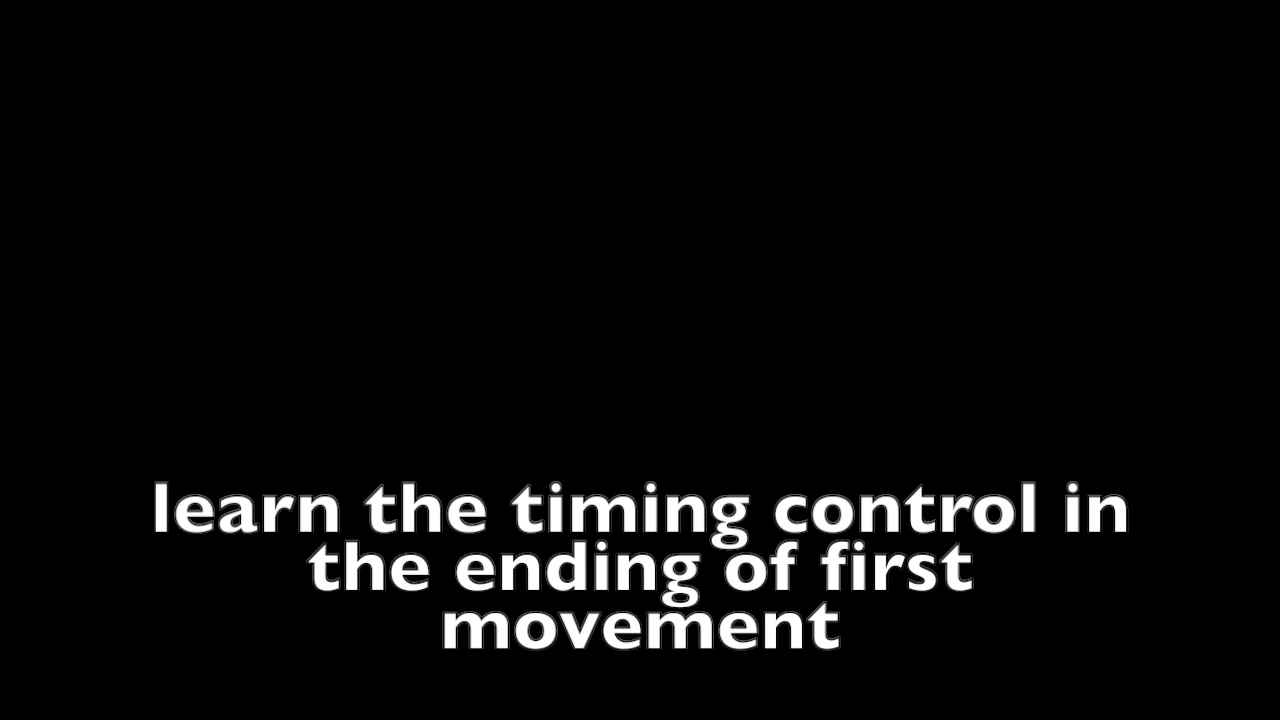 learn the timing control in
the ending of first
movement